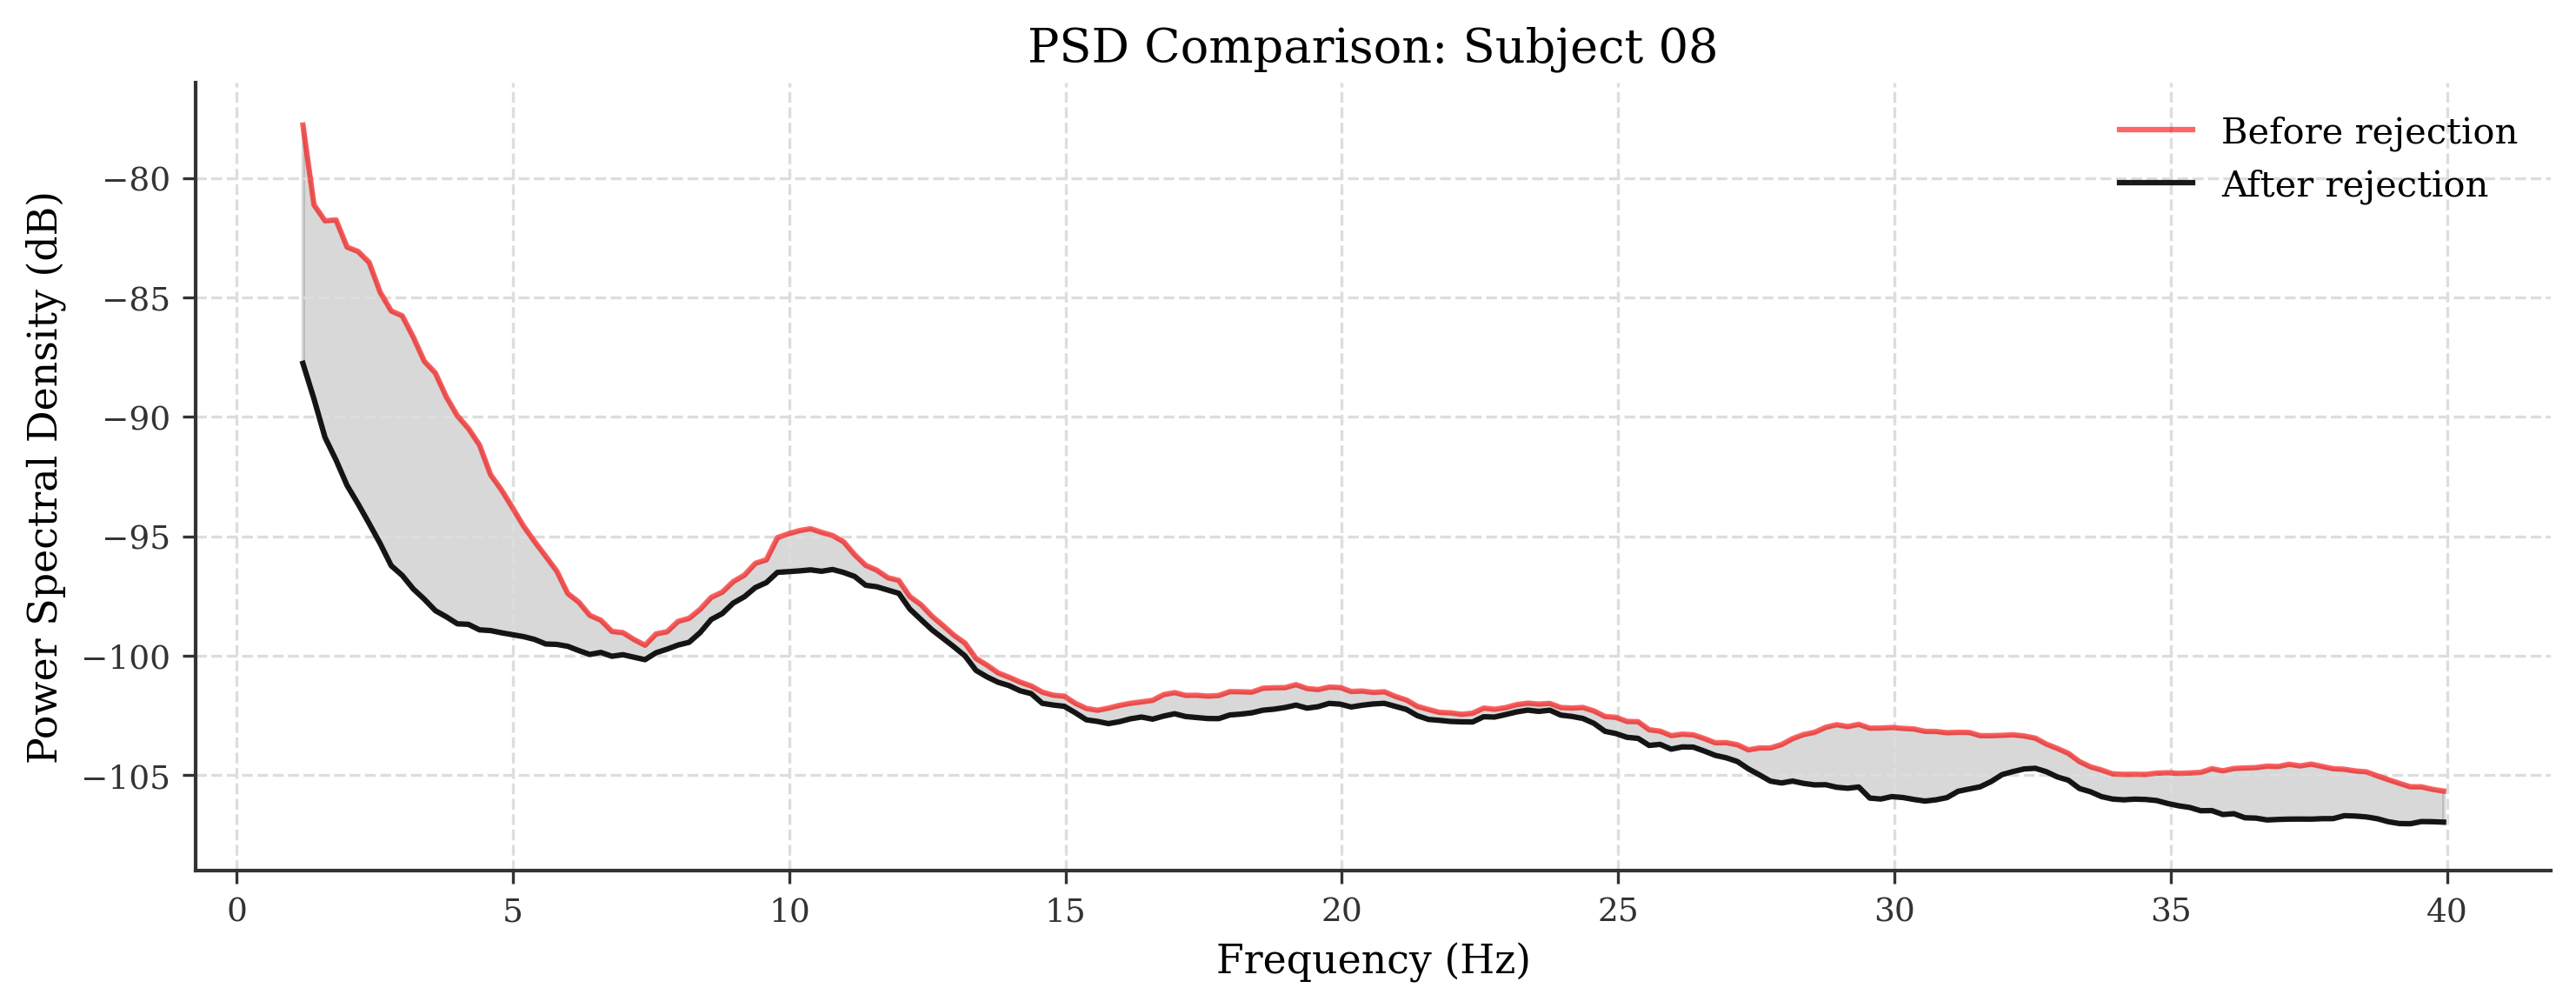 PSD Comparison: Subject 08
Before rejection
After rejection
Power Spectral Density (dB)
−80
−85
−90
−95
−100
−105
0 5 10 15 20 25 30 35 40
Frequency (Hz)